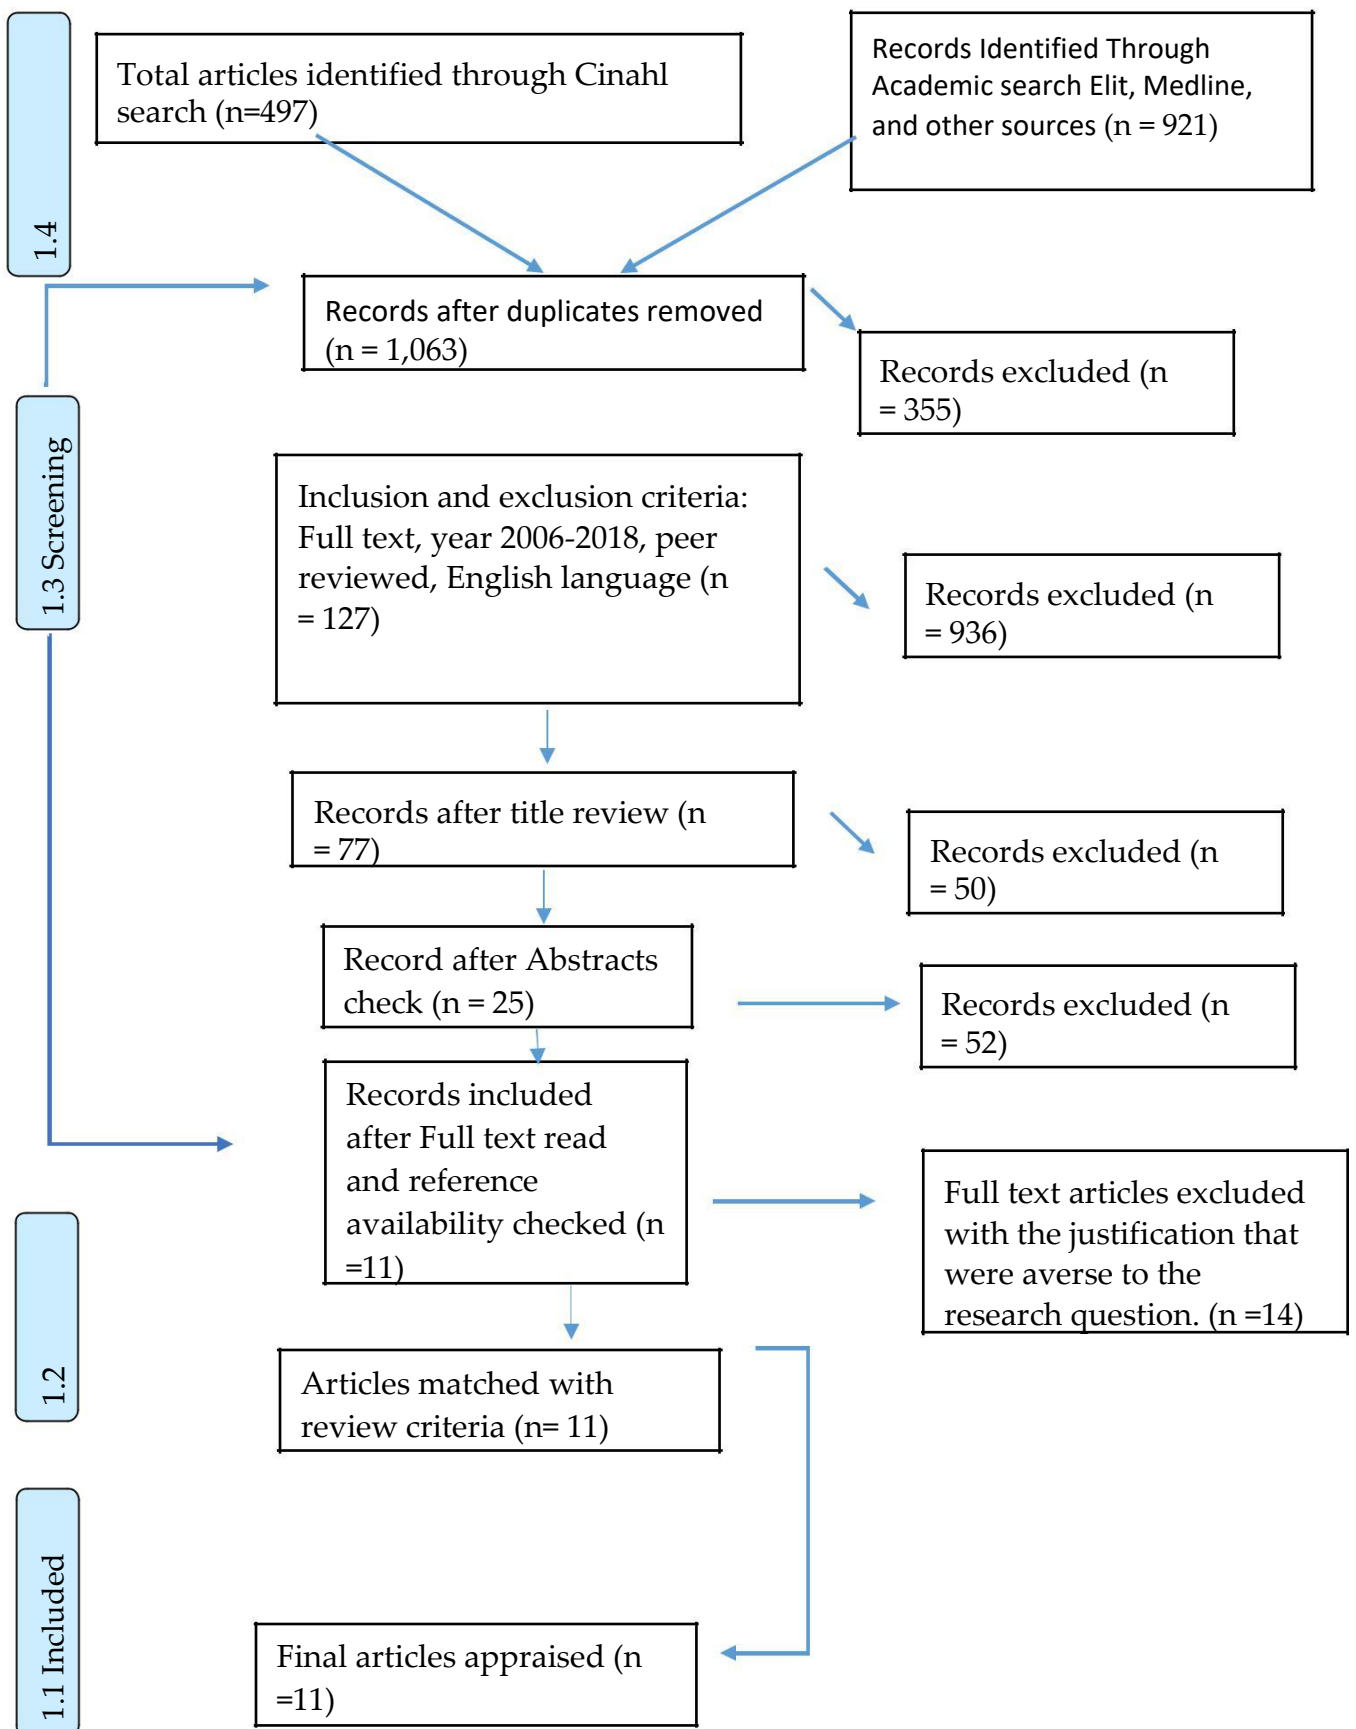 1.4
Total articles identified through Cinahl
search (n=497)
Records Identified Through
Academic search Elit, Medline,
and other sources (n = 921)
Records after duplicates removed
(n = 1,063)
Records excluded (n
= 355)
1.3 Screening
Inclusion and exclusion criteria:
Full text, year 2006-2018, peer
reviewed, English language (n
= 127)
Records excluded (n
= 936)
Records after title review (n
= 77)
Records excluded (n
= 50)
Record after Abstracts
check (n = 25)
Records excluded (n
= 52)
Records included
after Full text read
and reference
availability checked (n
=11)
Full text articles excluded
with the justification that
were averse to the
research question. (n =14)
1.2
Articles matched with
review criteria (n= 11)
1.1 Included
Final articles appraised (n
=11)